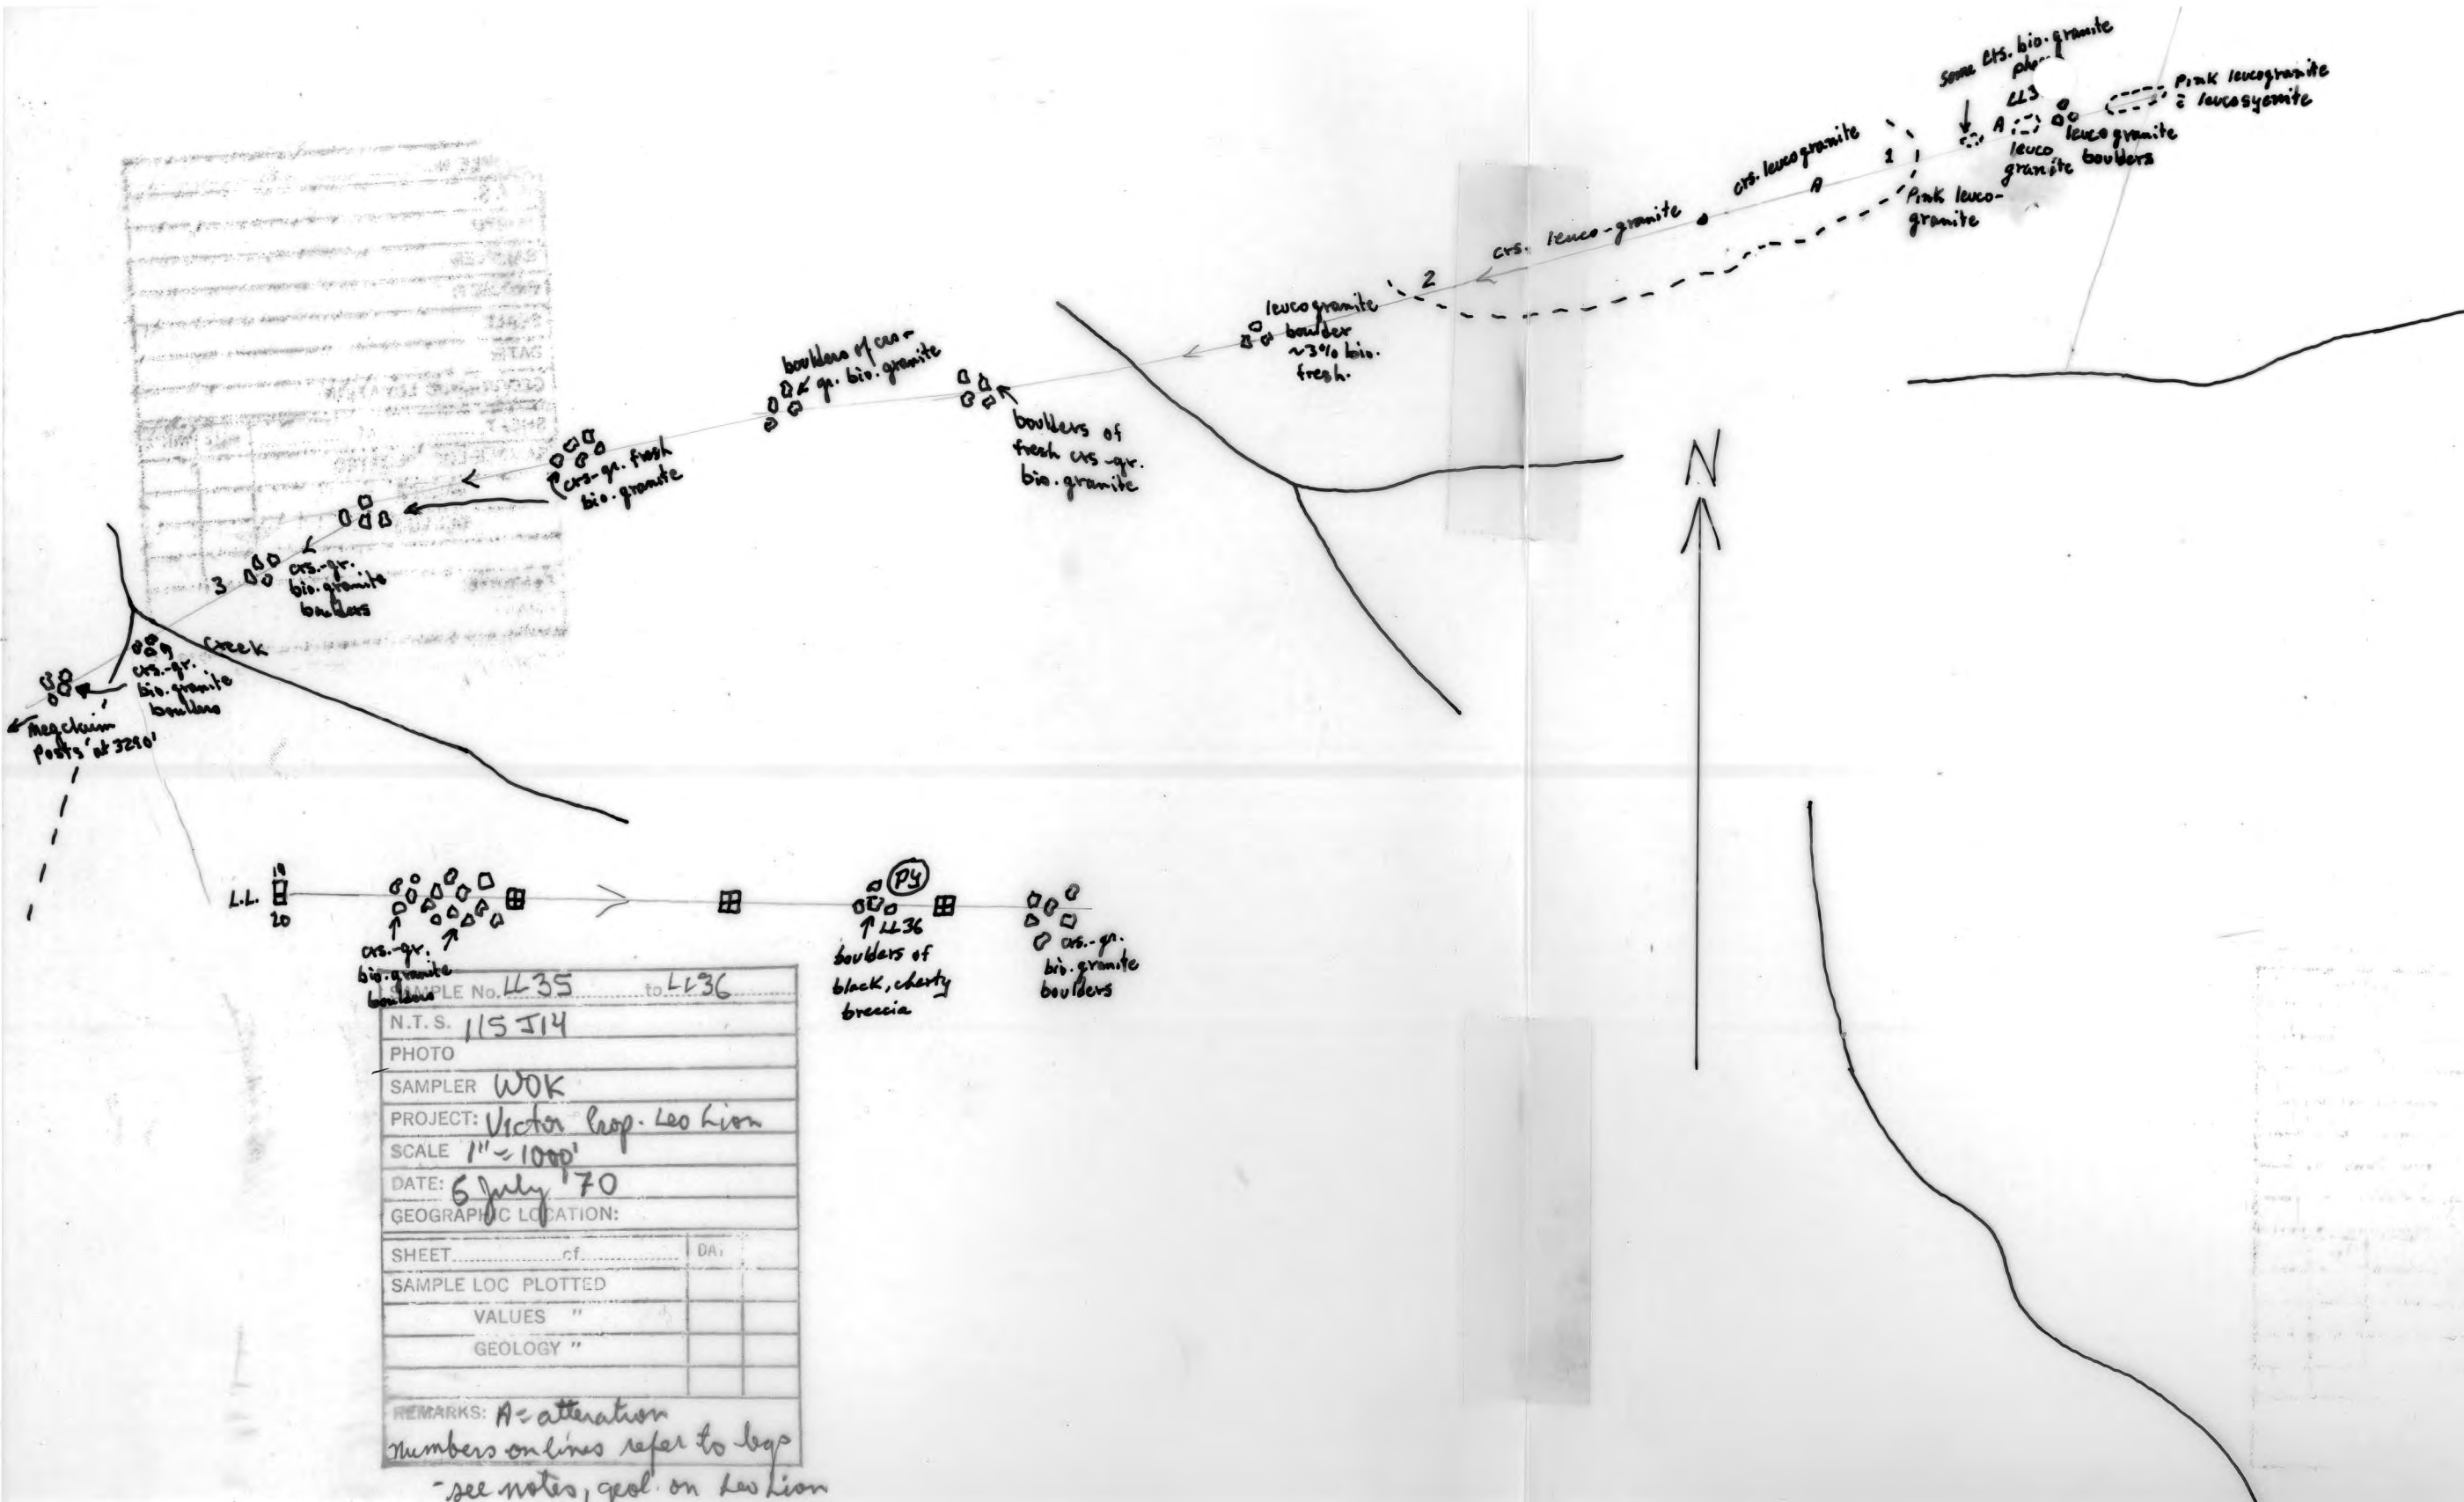 some crs. bio. granite
LL3
A
Pink leucogranite
c̄ leucosyenite
leucogranite
boulders
leuco
granite
1
crs. leucogranite
A
Pink leuco-
granite
crs. leuco-granite
2
leucogranite
boulder
~3% bio.
fresh.
boulders of crs-
gr. bio. granite
boulders of
fresh crs-gr.
bio. granite
crs-gr. fresh
bio. granite
N
crs.-gr.
bio. granite
boulders
3
Creek
crs.-gr.
bio. granite
boulders
Meg claim
Posts at 3290'
L.L.
19
20
crs.-gr.
bio. granite
boulders
PY
LL36
boulders of
black, cherty
breccia
crs.-gr.
bio. granite
boulders
SAMPLE No. LL35 to LL36
N.T.S. 115 J14
PHOTO
SAMPLER WOK
PROJECT: Victor Prop. Leo Lion
SCALE 1" = 1000'
DATE: 6 July '70
GEOGRAPHIC LOCATION:
SHEET of DA
SAMPLE LOC PLOTTED
VALUES "
GEOLOGY "
REMARKS: A = alteration
numbers on lines refer to legs
- see notes, geol. on Leo Lion